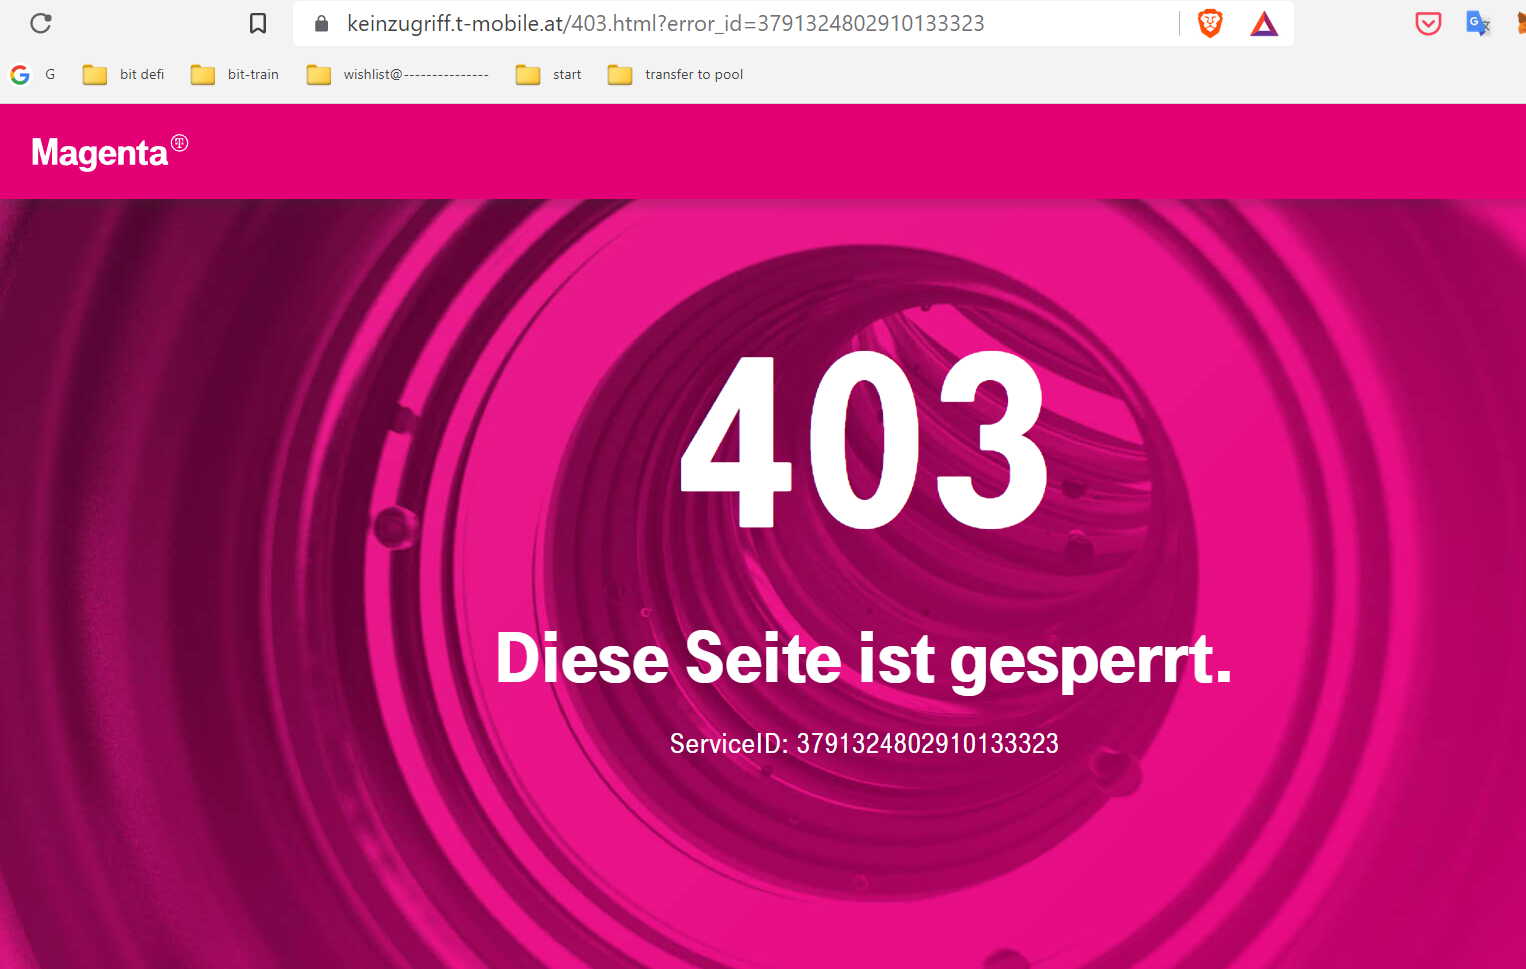 keinzugriff.t-mobile.at/403.html?error_id=3791324802910133323
G bit defi bit-train wishlist@--------------- start transfer to pool
Magenta T
403
Diese Seite ist gesperrt.
ServiceID: 3791324802910133323